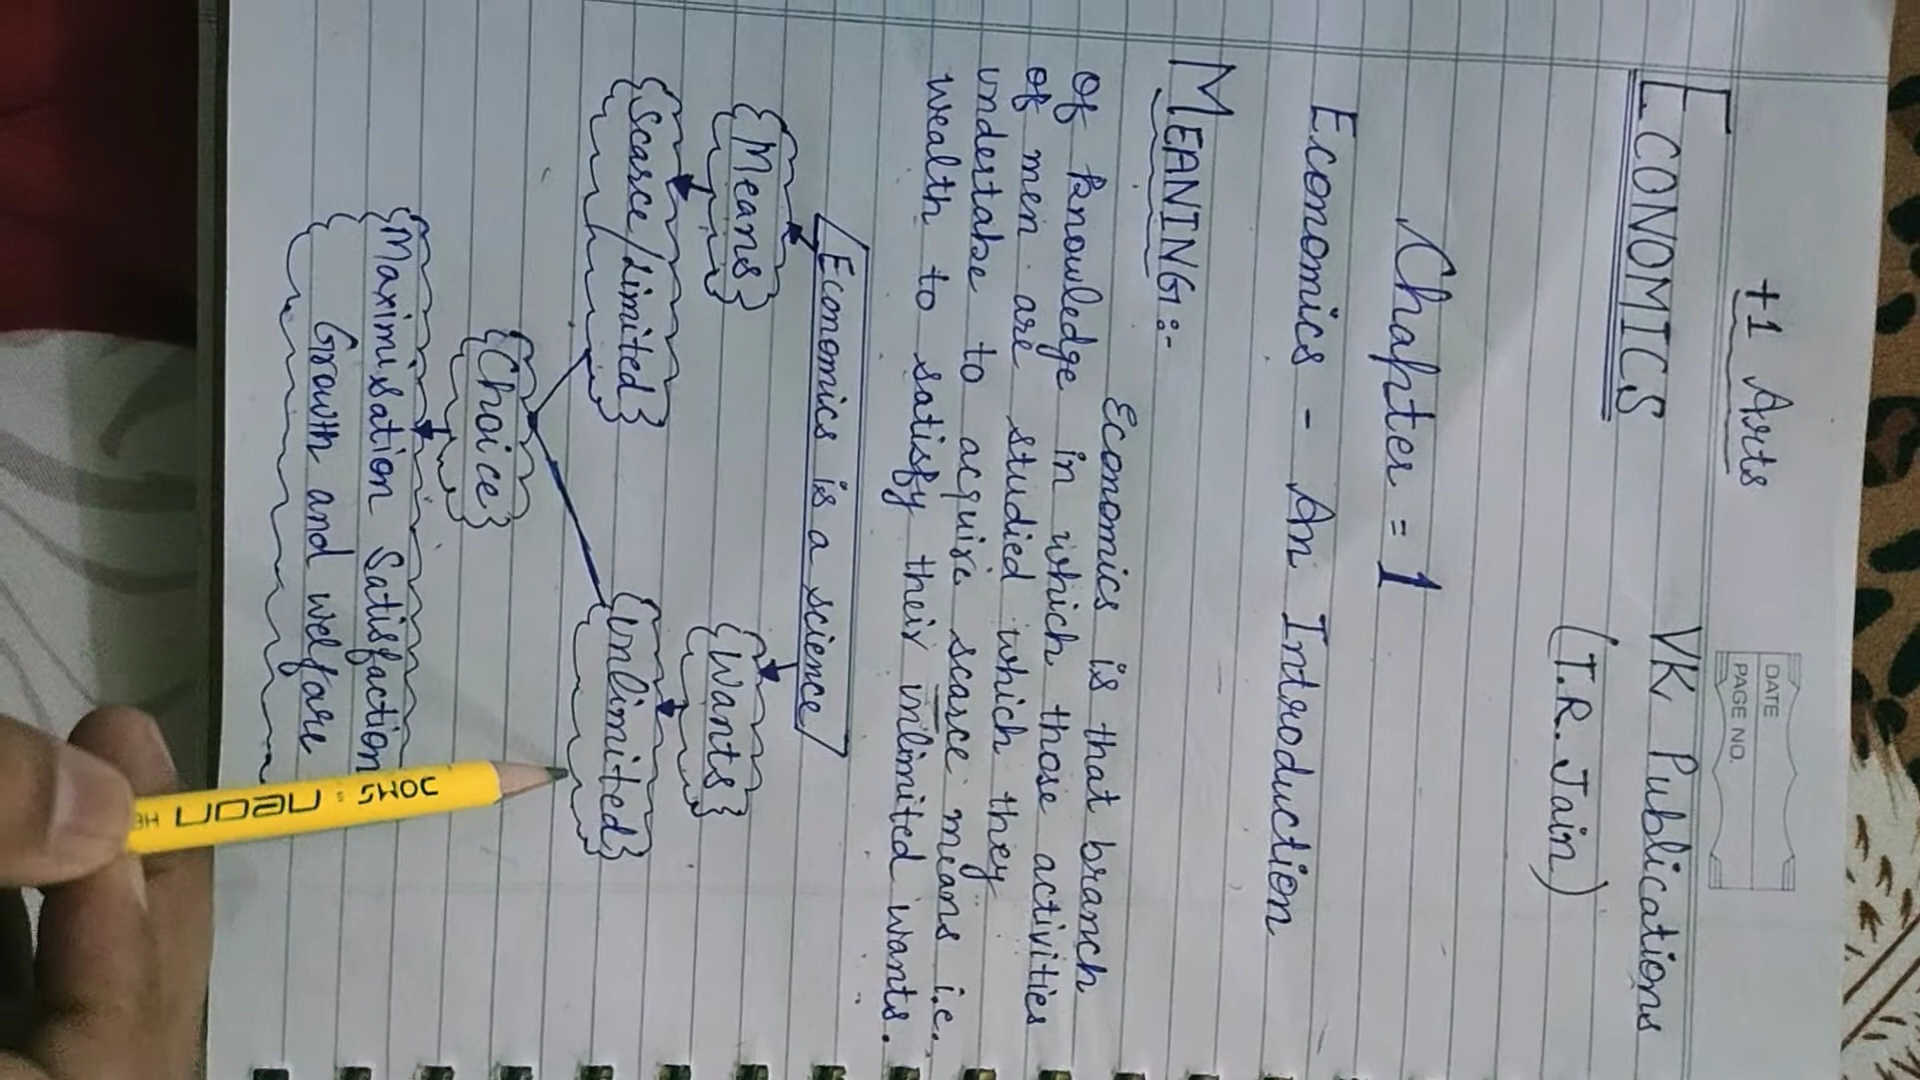 +1 Arts
DATE
PAGE NO.
ECONOMICS
VK Publications
(T.R. Jain)
Chapter = 1
Economics - An Introduction
MEANING:-
Economics is that branch
of knowledge in which those activities
of men are studied which they
undertake to acquire scarce means i.e.,
wealth to satisfy their unlimited wants.
Economics is a science
{Means}
{Wants}
{Scarce/Limited}
{Unlimited}
{Choice}
{Maximisation Satisfaction
Growth and welfare
DOMS neon HB